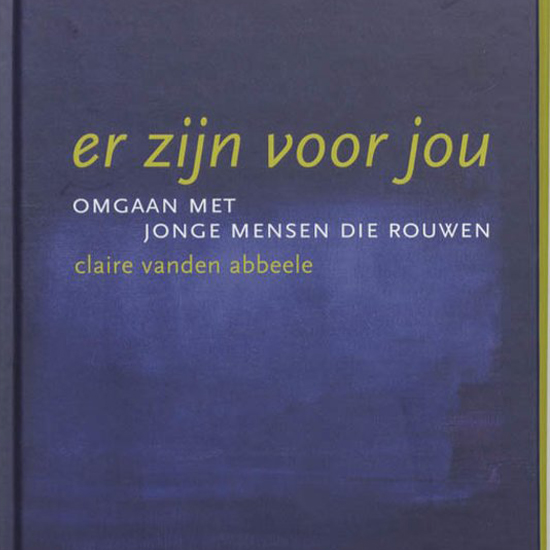 er zijn voor jou
OMGAAN MET
JONGE MENSEN DIE ROUWEN
claire vanden abbeele